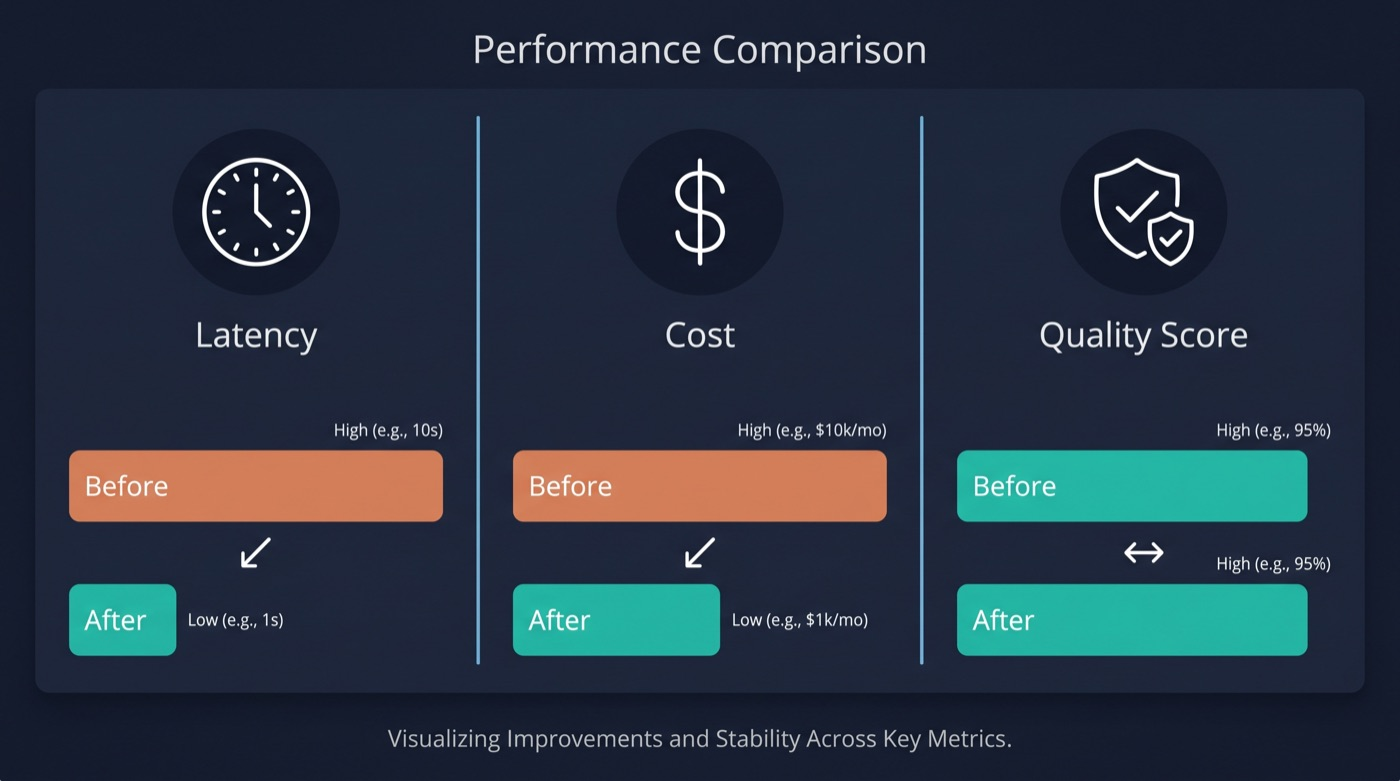 Performance Comparison
Latency
High (e.g., 10s)
Before
After
Low (e.g., 1s)
Cost
High (e.g., $10k/mo)
Before
After
Low (e.g., $1k/mo)
Quality Score
High (e.g., 95%)
Before
High (e.g., 95%)
After
Visualizing Improvements and Stability Across Key Metrics.